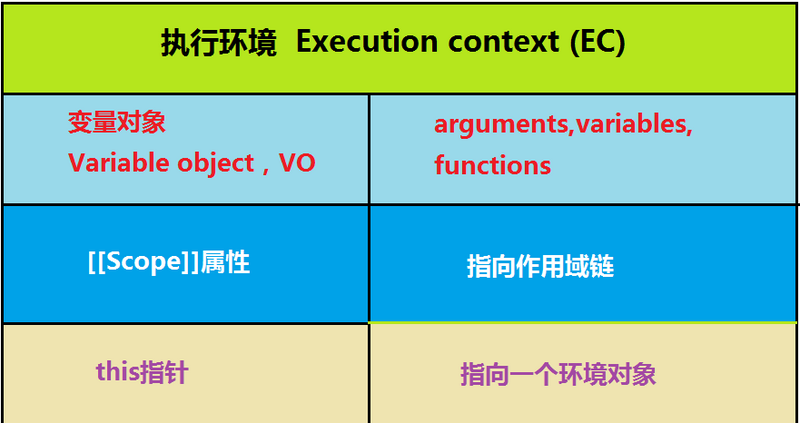 执行环境 Execution context (EC)
变量对象
Variable object，VO
arguments,variables,
functions
[[Scope]]属性
指向作用域链
this指针
指向一个环境对象